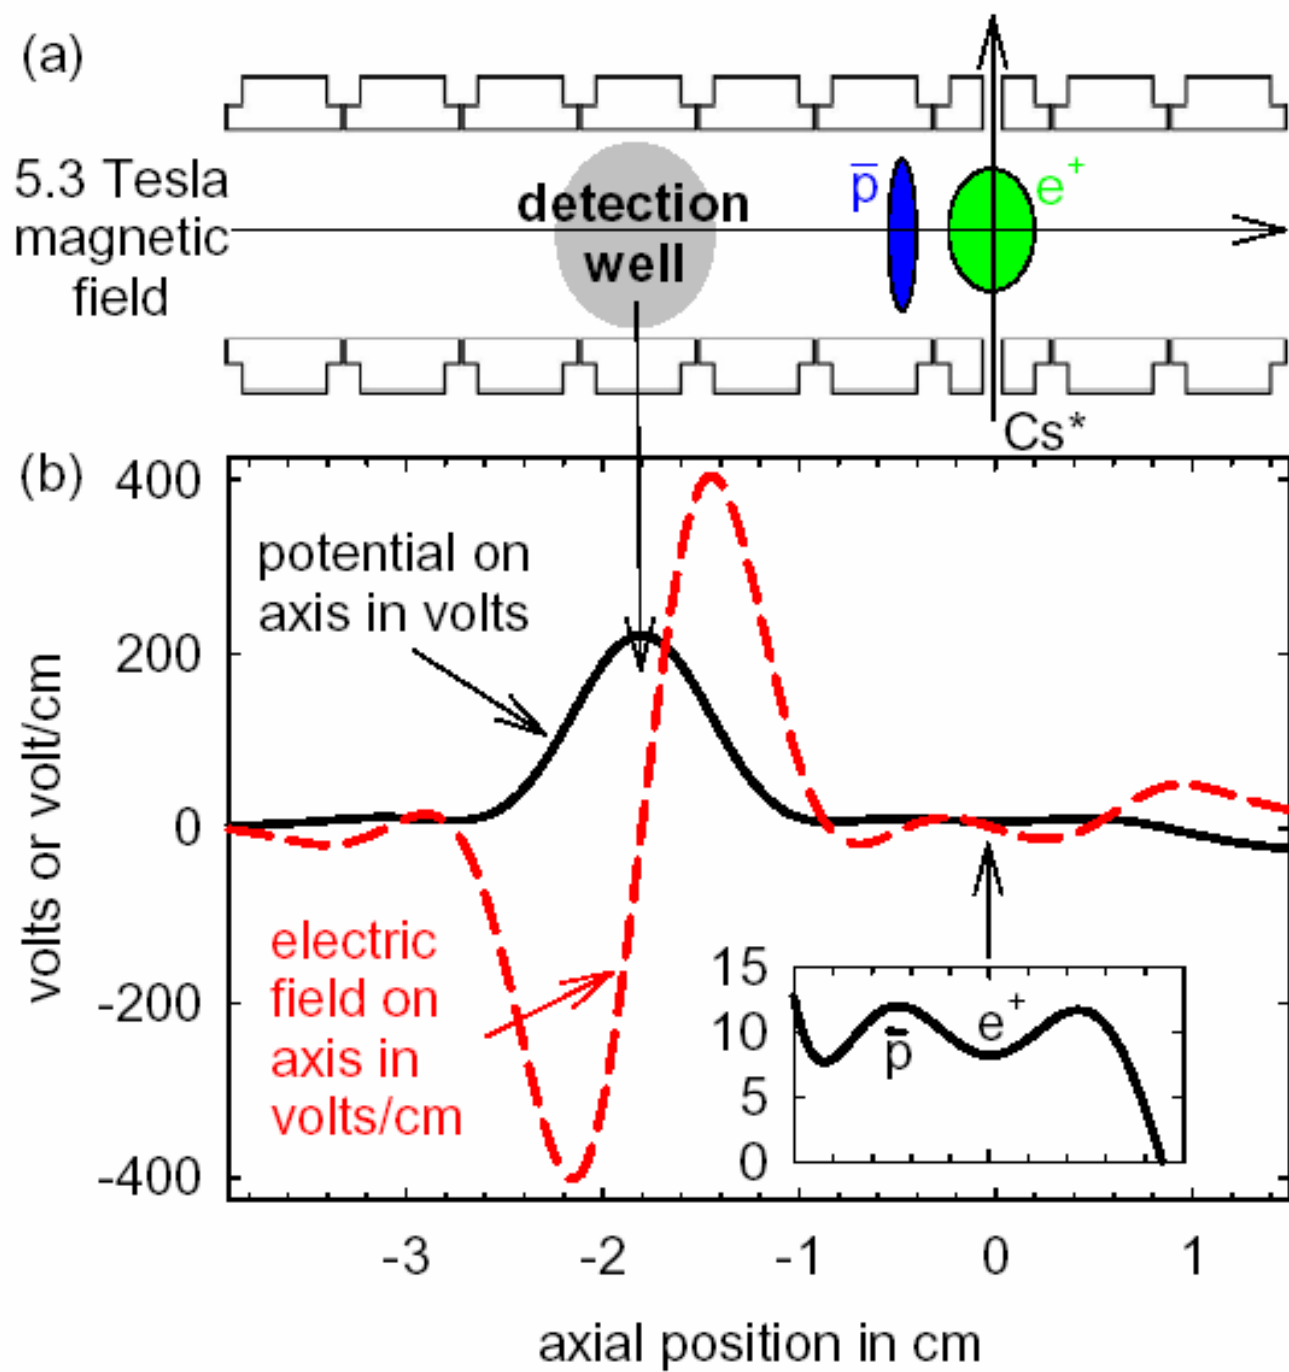 (a)
5.3 Tesla
magnetic
field
detection
well
p̅
e⁺
Cs*
(b)
400
200
0
-200
-400
volts or volt/cm
potential on
axis in volts
electric
field on
axis in
volts/cm
15
10
5
0
p̅
e⁺
-3
-2
-1
0
1
axial position in cm